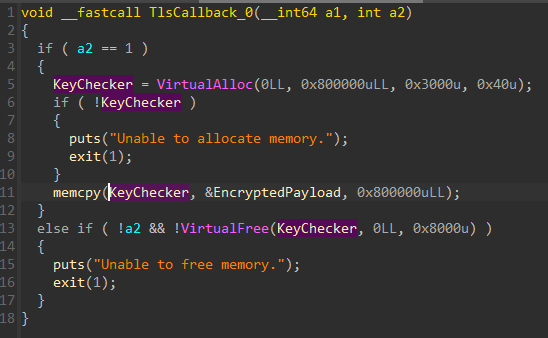 1 void __fastcall TlsCallback_0(__int64 a1, int a2)
2 {
3   if ( a2 == 1 )
4   {
5     KeyChecker = VirtualAlloc(0LL, 0x800000uLL, 0x3000u, 0x40u);
6     if ( !KeyChecker )
7     {
8       puts("Unable to allocate memory.");
9       exit(1);
10     }
11     memcpy(KeyChecker, &EncryptedPayload, 0x800000uLL);
12   }
13   else if ( !a2 && !VirtualFree(KeyChecker, 0LL, 0x8000u) )
14   {
15     puts("Unable to free memory.");
16     exit(1);
17   }
18 }